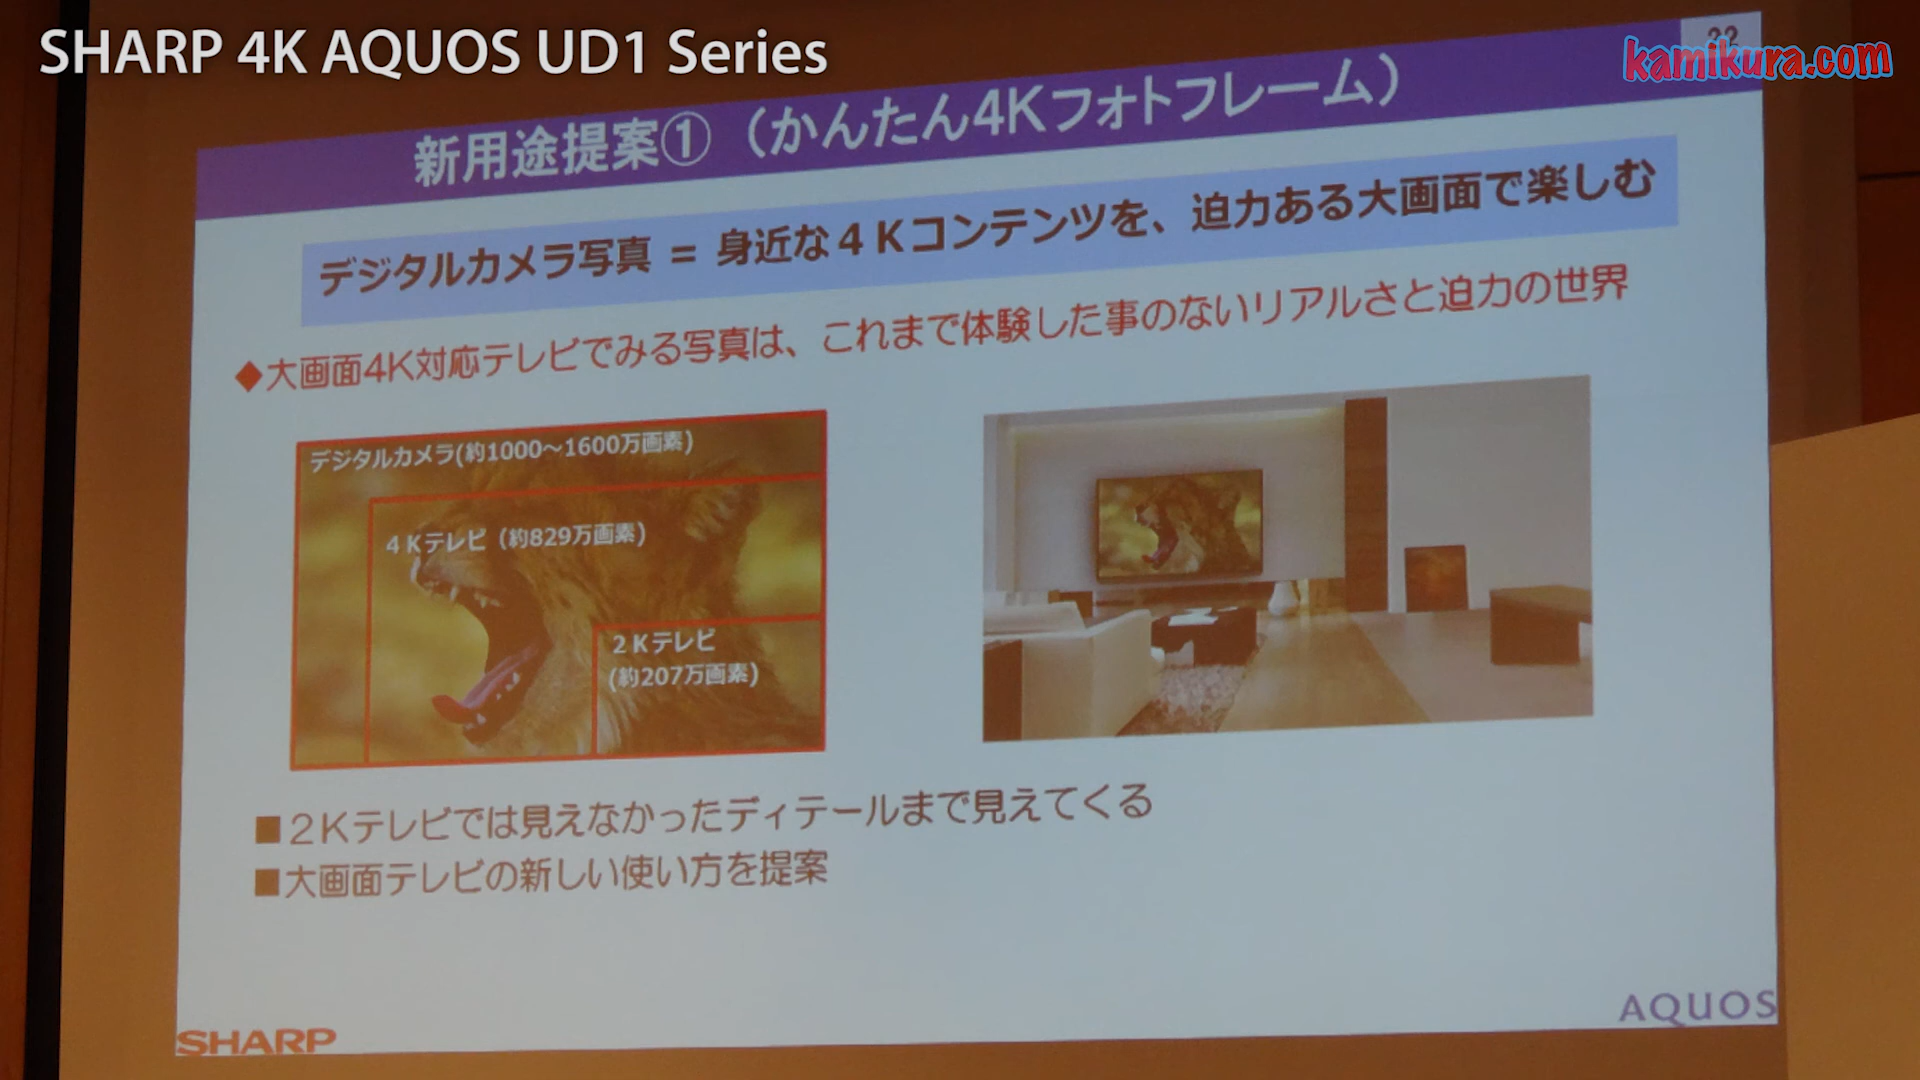 SHARP 4K AQUOS UD1 Series
kamikura.com
新用途提案①（かんたん4Kフォトフレーム）
デジタルカメラ写真 = 身近な４Ｋコンテンツを、迫力ある大画面で楽しむ
◆大画面4K対応テレビでみる写真は、これまで体験した事のないリアルさと迫力の世界
デジタルカメラ(約1000～1600万画素)
４Ｋテレビ（約829万画素)
２Ｋテレビ
(約207万画素)
■２Kテレビでは見えなかったディテールまで見えてくる
■大画面テレビの新しい使い方を提案
SHARP
AQUOS